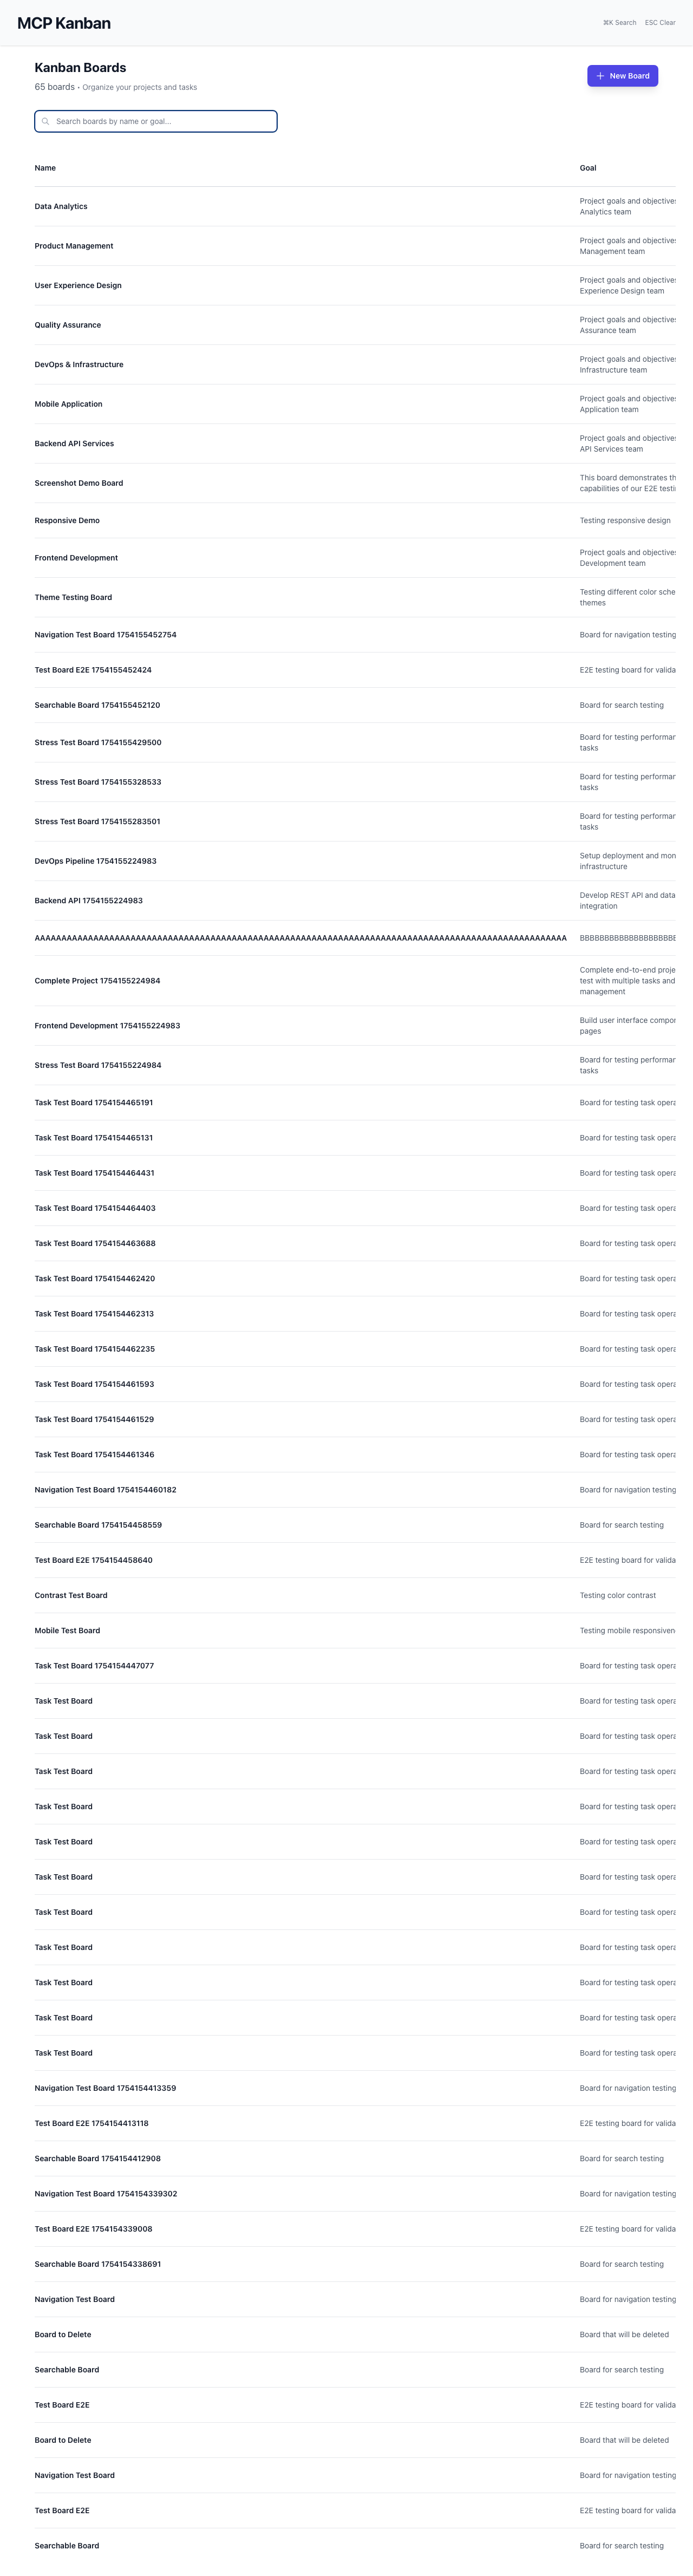 MCP Kanban
⌘K Search
ESC Clear
Kanban Boards
65 boards • Organize your projects and tasks
New Board
Search boards by name or goal...
Name
Goal
Data Analytics
Project goals and objectives
Analytics team
Product Management
Project goals and objectives
Management team
User Experience Design
Project goals and objectives
Experience Design team
Quality Assurance
Project goals and objectives
Assurance team
DevOps & Infrastructure
Project goals and objectives
Infrastructure team
Mobile Application
Project goals and objectives
Application team
Backend API Services
Project goals and objectives
API Services team
Screenshot Demo Board
This board demonstrates th
capabilities of our E2E testi
Responsive Demo
Testing responsive design
Frontend Development
Project goals and objectives
Development team
Theme Testing Board
Testing different color sche
themes
Navigation Test Board 1754155452754
Board for navigation testing
Test Board E2E 1754155452424
E2E testing board for valida
Searchable Board 1754155452120
Board for search testing
Stress Test Board 1754155429500
Board for testing performan
tasks
Stress Test Board 1754155328533
Board for testing performan
tasks
Stress Test Board 1754155283501
Board for testing performan
tasks
DevOps Pipeline 1754155224983
Setup deployment and mon
infrastructure
Backend API 1754155224983
Develop REST API and data
integration
AAAAAAAAAAAAAAAAAAAAAAAAAAAAAAAAAAAAAAAAAAAAAAAAAAAAAAAAAAAAAAAAAAAAAAAAAAAAAAAAAAAAAAAAAAAAAAAAAAAA
BBBBBBBBBBBBBBBBBB
Complete Project 1754155224984
Complete end-to-end proje
test with multiple tasks and
management
Frontend Development 1754155224983
Build user interface compor
pages
Stress Test Board 1754155224984
Board for testing performan
tasks
Task Test Board 1754154465191
Board for testing task opera
Task Test Board 1754154465131
Board for testing task opera
Task Test Board 1754154464431
Board for testing task opera
Task Test Board 1754154464403
Board for testing task opera
Task Test Board 1754154463688
Board for testing task opera
Task Test Board 1754154462420
Board for testing task opera
Task Test Board 1754154462313
Board for testing task opera
Task Test Board 1754154462235
Board for testing task opera
Task Test Board 1754154461593
Board for testing task opera
Task Test Board 1754154461529
Board for testing task opera
Task Test Board 1754154461346
Board for testing task opera
Navigation Test Board 1754154460182
Board for navigation testing
Searchable Board 1754154458559
Board for search testing
Test Board E2E 1754154458640
E2E testing board for valida
Contrast Test Board
Testing color contrast
Mobile Test Board
Testing mobile responsiven
Task Test Board 1754154447077
Board for testing task opera
Task Test Board
Board for testing task opera
Task Test Board
Board for testing task opera
Task Test Board
Board for testing task opera
Task Test Board
Board for testing task opera
Task Test Board
Board for testing task opera
Task Test Board
Board for testing task opera
Task Test Board
Board for testing task opera
Task Test Board
Board for testing task opera
Task Test Board
Board for testing task opera
Task Test Board
Board for testing task opera
Task Test Board
Board for testing task opera
Navigation Test Board 1754154413359
Board for navigation testing
Test Board E2E 1754154413118
E2E testing board for valida
Searchable Board 1754154412908
Board for search testing
Navigation Test Board 1754154339302
Board for navigation testing
Test Board E2E 1754154339008
E2E testing board for valida
Searchable Board 1754154338691
Board for search testing
Navigation Test Board
Board for navigation testing
Board to Delete
Board that will be deleted
Searchable Board
Board for search testing
Test Board E2E
E2E testing board for valida
Board to Delete
Board that will be deleted
Navigation Test Board
Board for navigation testing
Test Board E2E
E2E testing board for valida
Searchable Board
Board for search testing